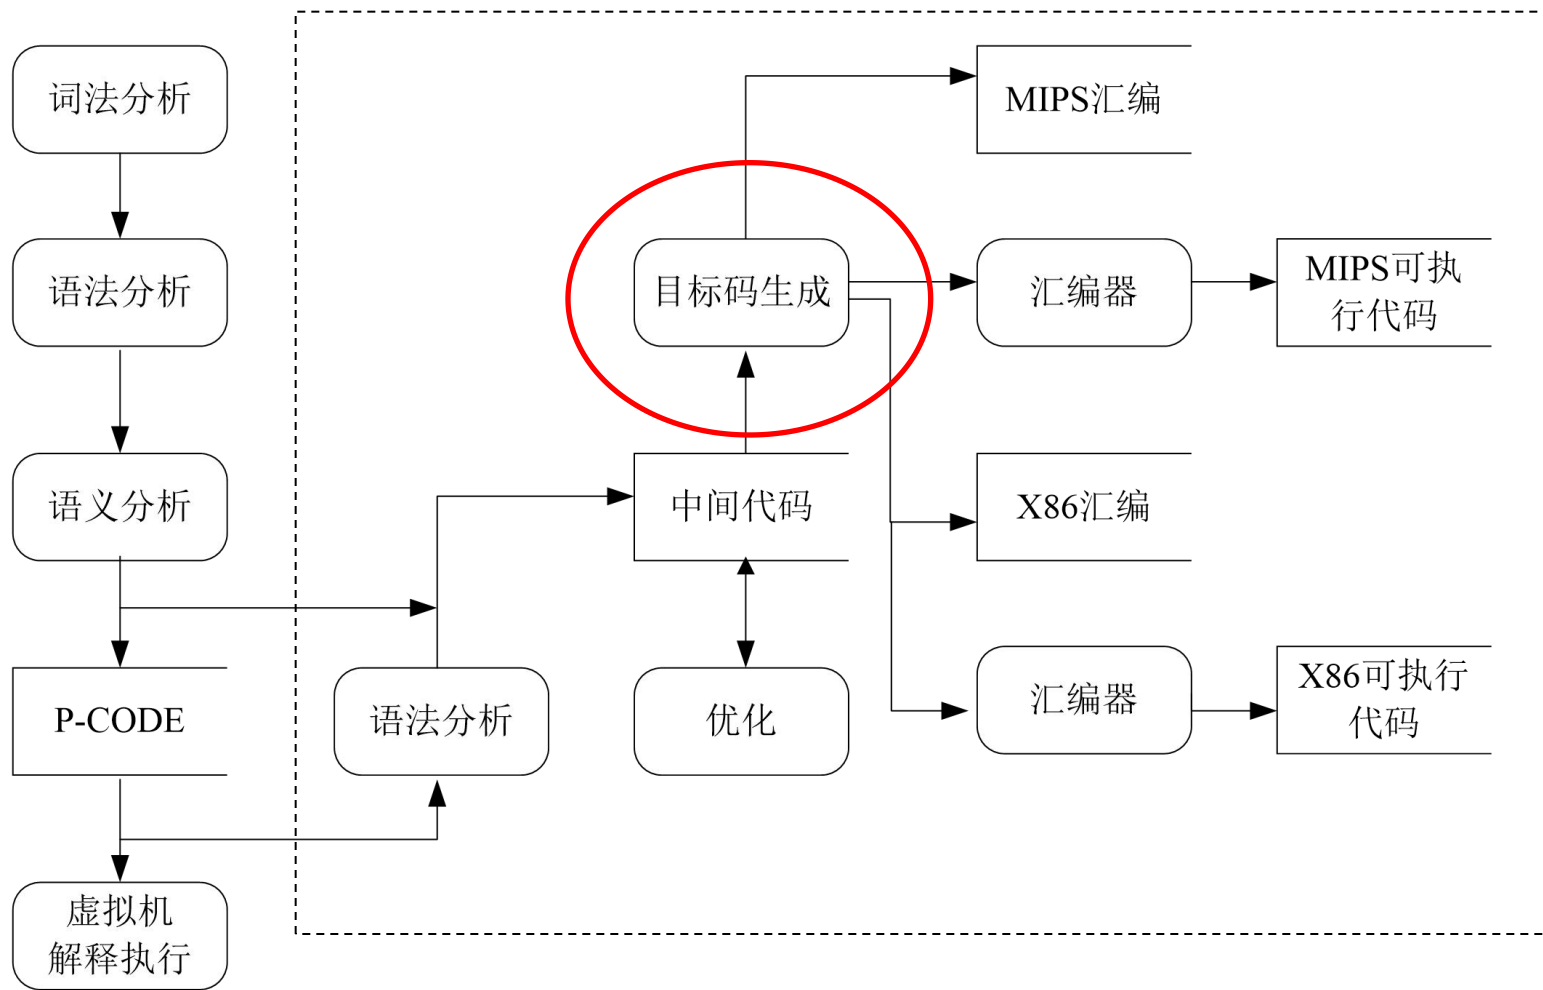 词法分析
语法分析
语义分析
P-CODE
虚拟机
解释执行
语法分析
目标码生成
中间代码
优化
MIPS汇编
汇编器
MIPS可执
行代码
X86汇编
汇编器
X86可执行
代码